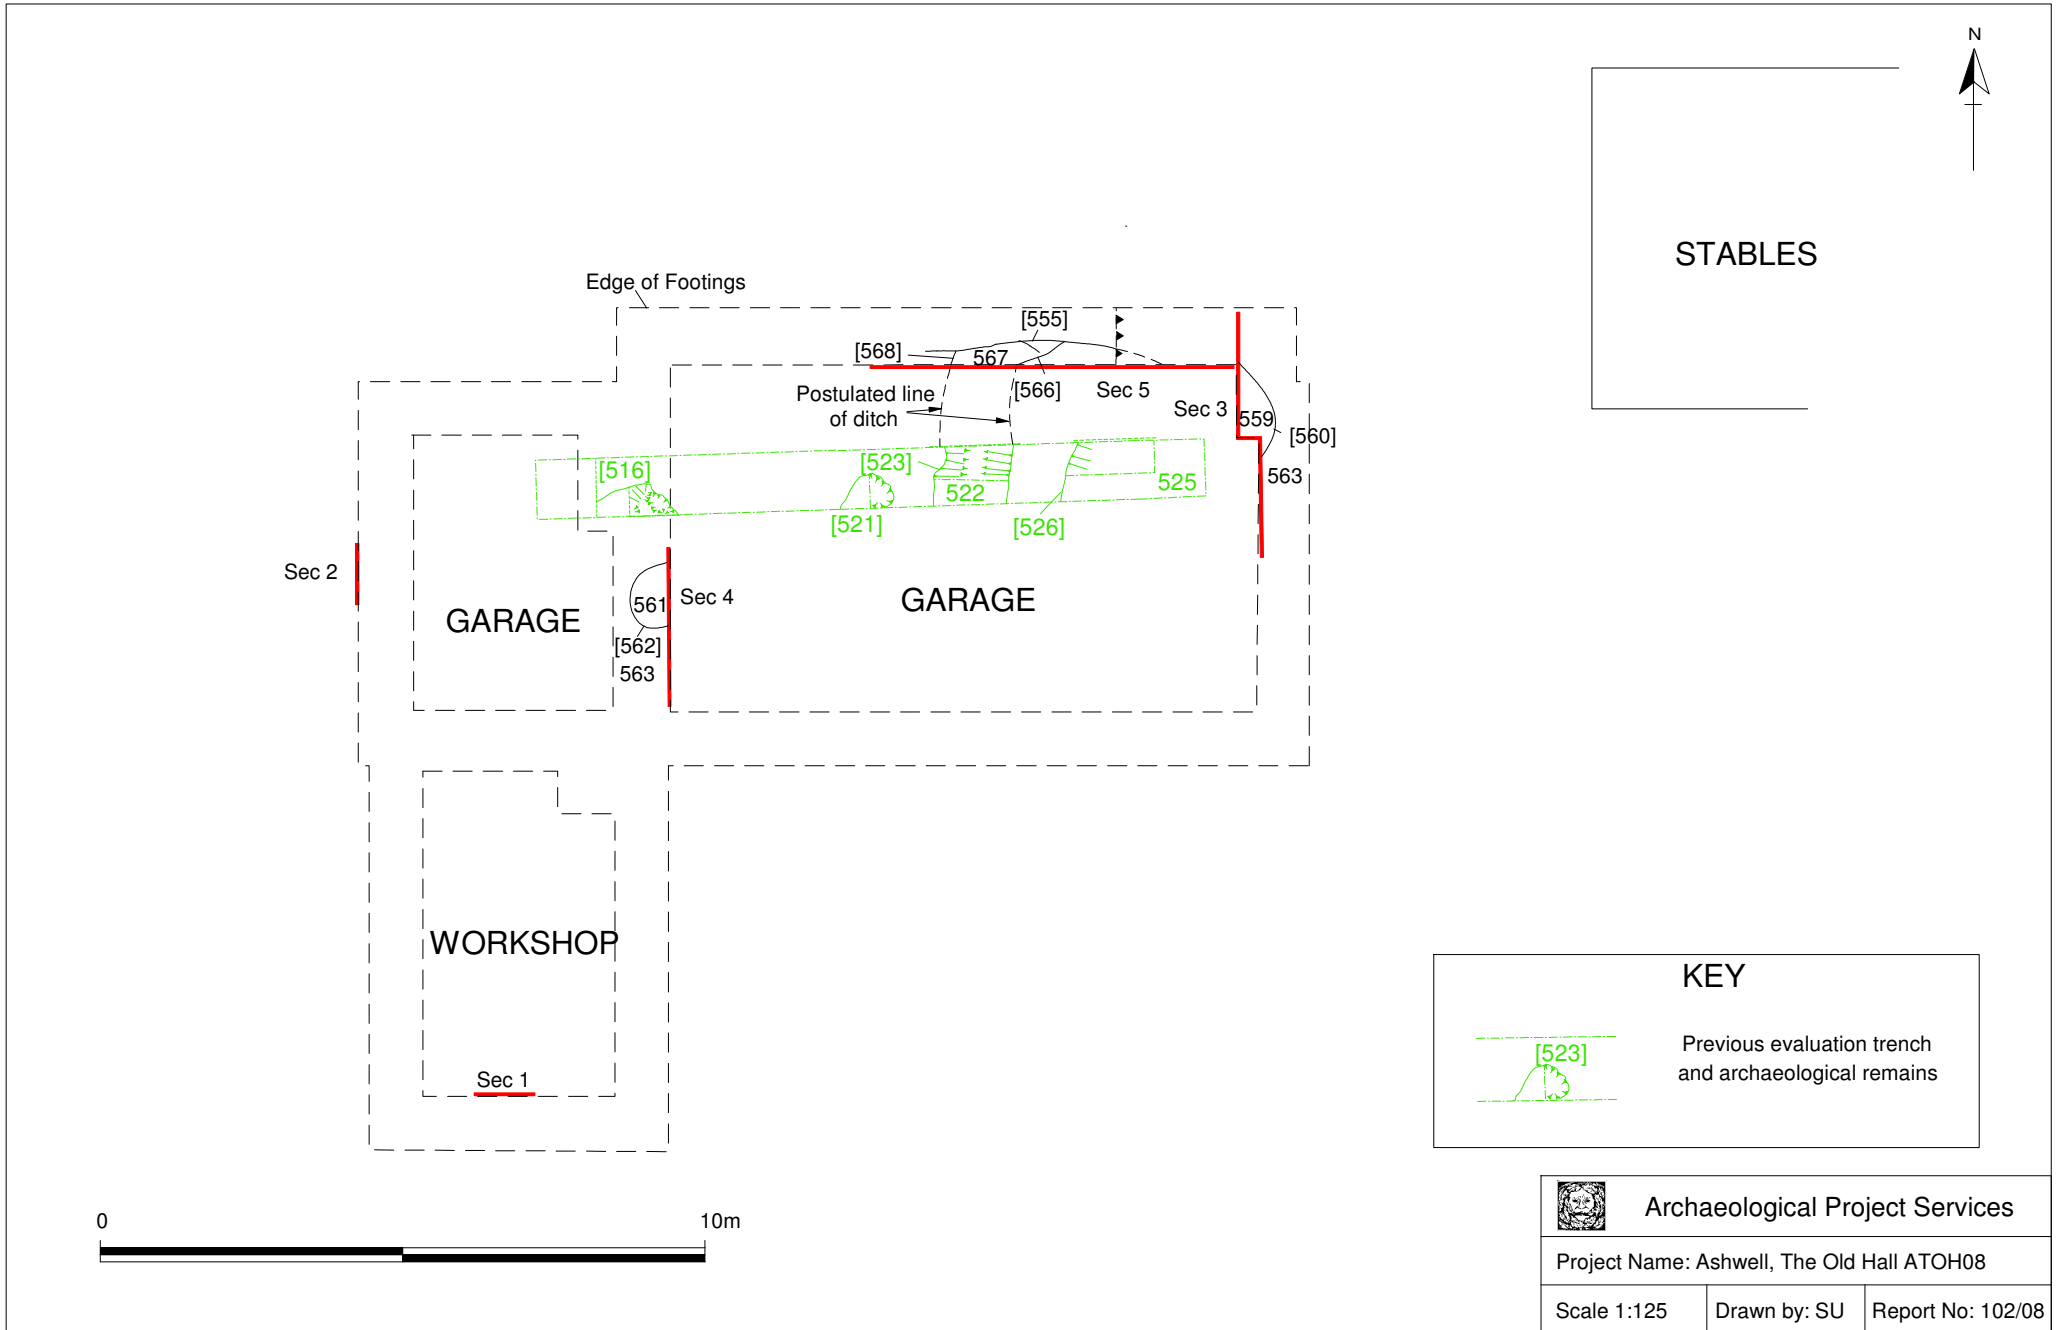 N
STABLES
Edge of Footings
[555]
[568]
567
[566]
Sec 5
Postulated line
of ditch
Sec 3
559
[560]
563
[516]
[523]
522
525
[521]
[526]
Sec 2
GARAGE
561
Sec 4
[562]
563
GARAGE
WORKSHOP
Sec 1
KEY
[523]
Previous evaluation trench
and archaeological remains
0
10m
Archaeological Project Services
Project Name: Ashwell, The Old Hall ATOH08
Scale 1:125
Drawn by: SU
Report No: 102/08